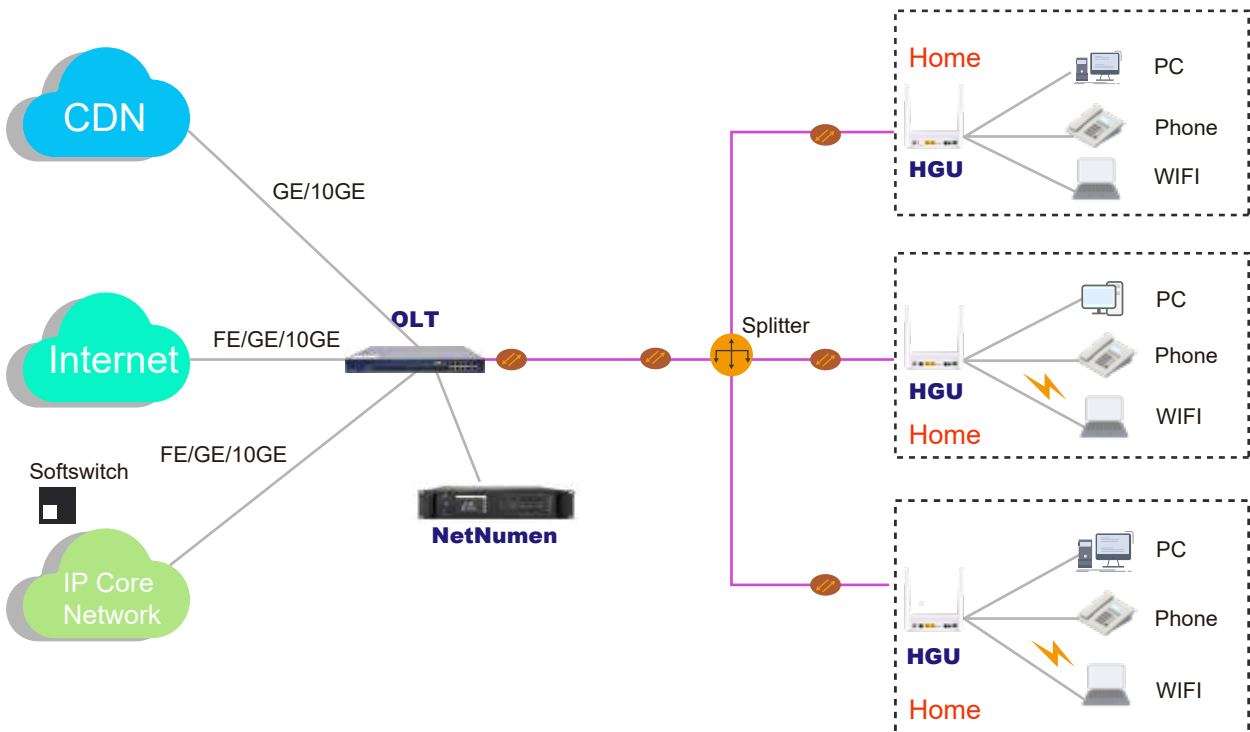 CDN
GE/10GE
Internet
FE/GE/10GE
OLT
FE/GE/10GE
Softswitch
IP Core
Network
NetNumen
Splitter
Home
HGU
PC
Phone
WIFI
HGU
Home
PC
Phone
WIFI
HGU
Home
PC
Phone
WIFI